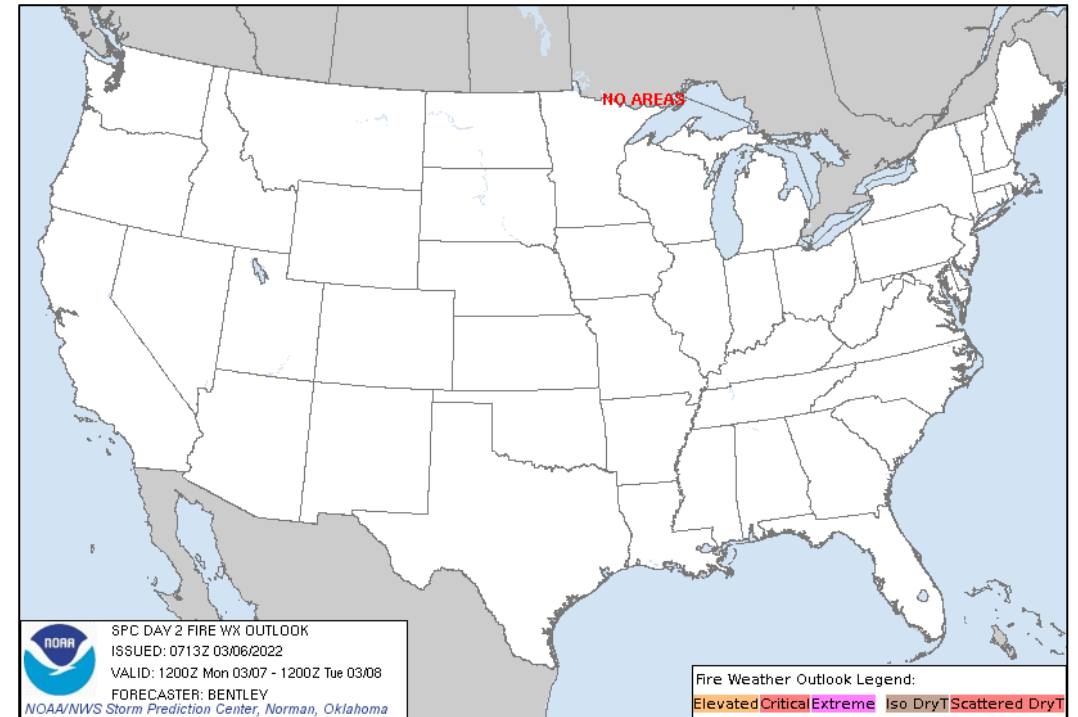 NO AREAS
NOAA
SPC DAY 2 FIRE WX OUTLOOK
ISSUED: 0713Z 03/06/2022
VALID: 1200Z Mon 03/07 - 1200Z Tue 03/08
FORECASTER: BENTLEY
NOAA/NWS Storm Prediction Center, Norman, Oklahoma
Fire Weather Outlook Legend:
Elevated Critical Extreme Iso DryT Scattered DryT